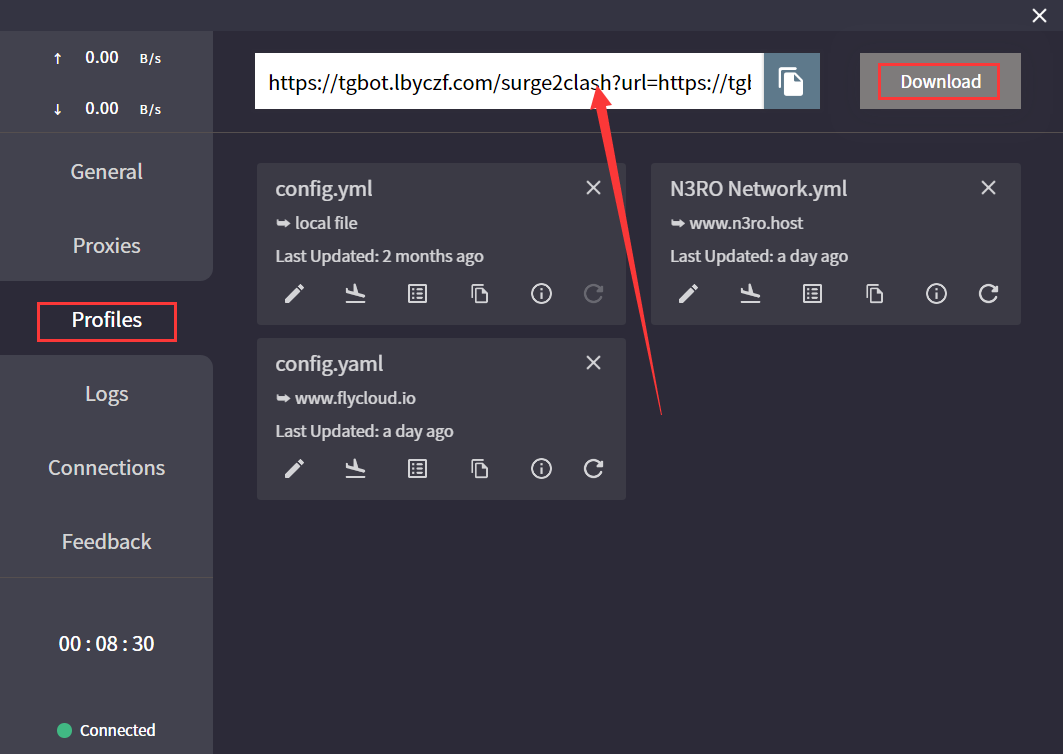 ↑ 0.00 B/s
↓ 0.00 B/s
General
Proxies
Profiles
Logs
Connections
Feedback
00 : 08 : 30
Connected
https://tgbot.lbyczf.com/surge2clash?url=https://tgb
Download
config.yml
local file
Last Updated: 2 months ago
N3RO Network.yml
www.n3ro.host
Last Updated: a day ago
config.yaml
www.flycloud.io
Last Updated: a day ago